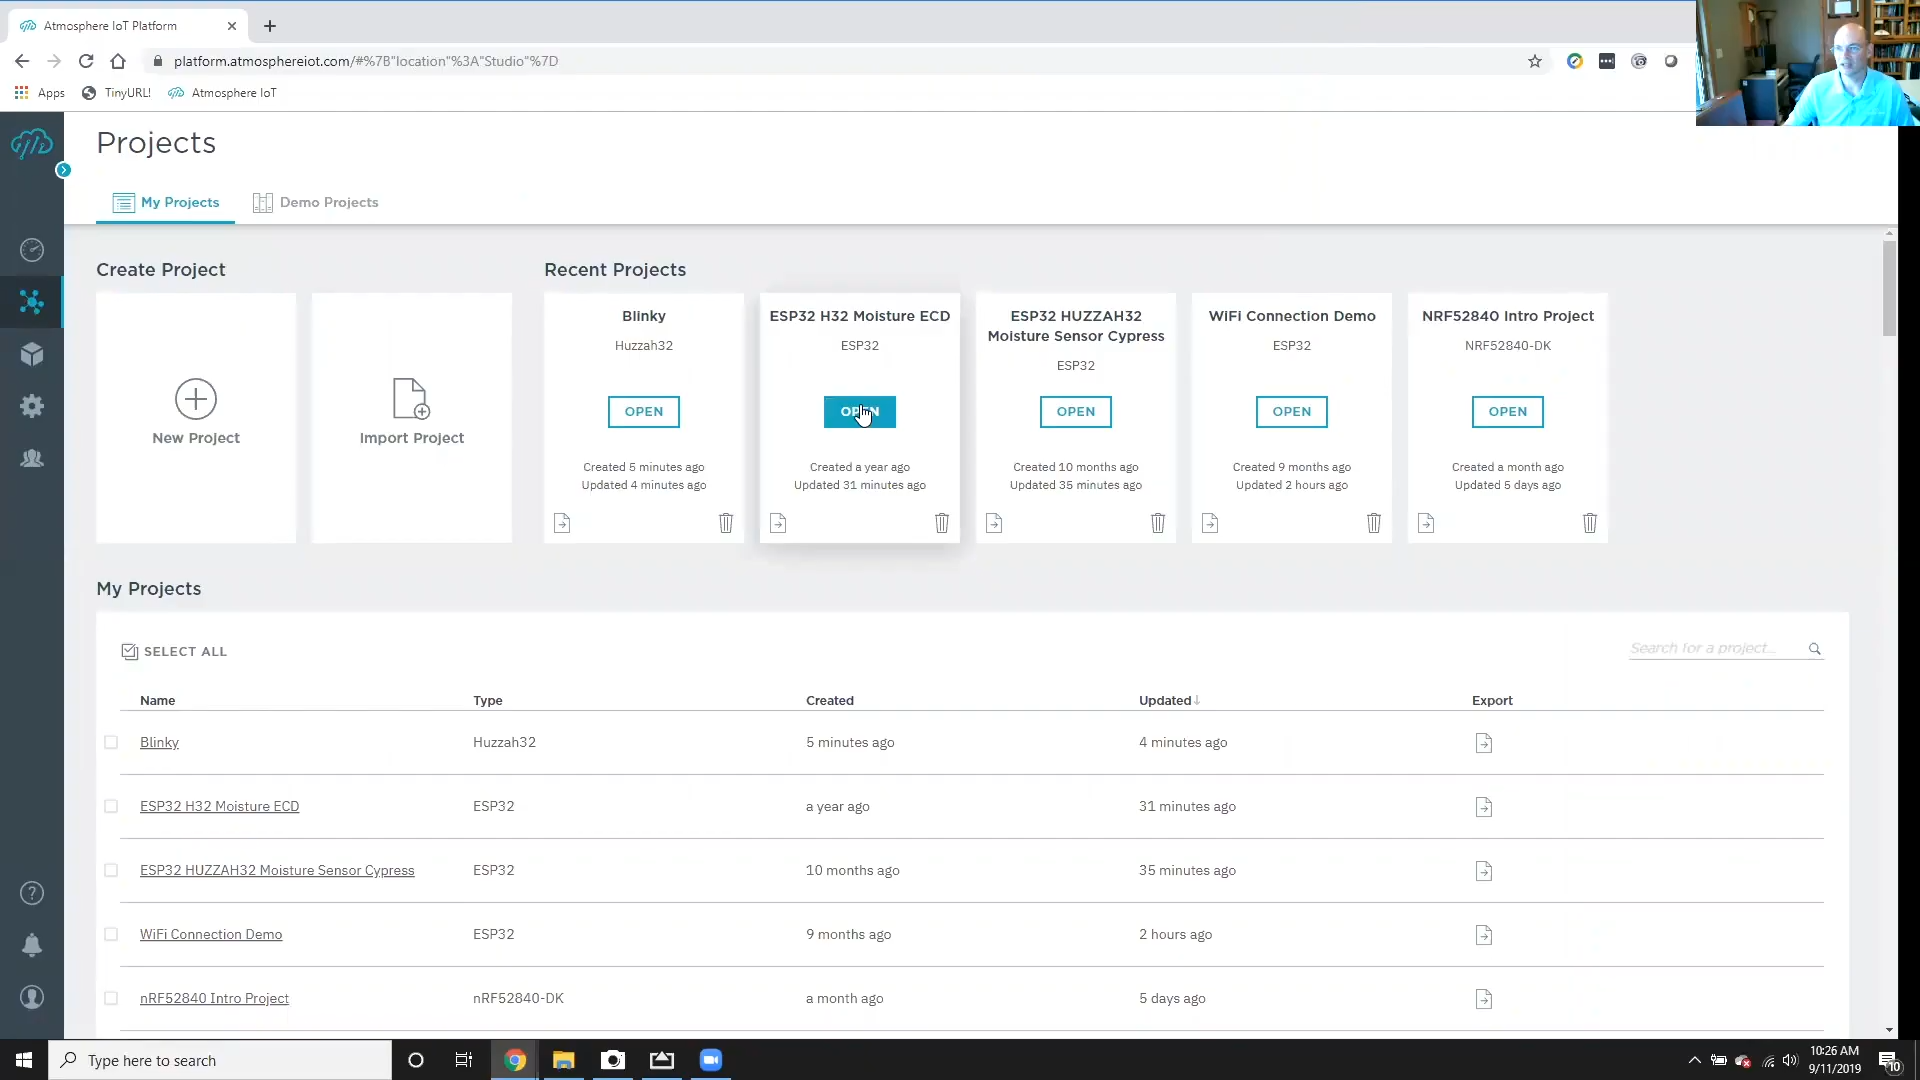 Atmosphere IoT Platform
platform.atmosphereiot.com/#%7B"location"%3A"Studio"%7D
Apps
TinyURL!
Atmosphere IoT
Projects
My Projects
Demo Projects
Create Project
Recent Projects
New Project
Import Project
Blinky
Huzzah32
OPEN
Created 5 minutes ago
Updated 4 minutes ago
ESP32 H32 Moisture ECD
ESP32
OPEN
Created a year ago
Updated 31 minutes ago
ESP32 HUZZAH32
Moisture Sensor Cypress
ESP32
OPEN
Created 10 months ago
Updated 35 minutes ago
WiFi Connection Demo
ESP32
OPEN
Created 9 months ago
Updated 2 hours ago
NRF52840 Intro Project
NRF52840-DK
OPEN
Created a month ago
Updated 5 days ago
My Projects
SELECT ALL
Search for a project...
Name Type Created Updated Export
Blinky Huzzah32 5 minutes ago 4 minutes ago
ESP32 H32 Moisture ECD ESP32 a year ago 31 minutes ago
ESP32 HUZZAH32 Moisture Sensor Cypress ESP32 10 months ago 35 minutes ago
WiFi Connection Demo ESP32 9 months ago 2 hours ago
nRF52840 Intro Project nRF52840-DK a month ago 5 days ago
Type here to search
10:26 AM
9/11/2019
10